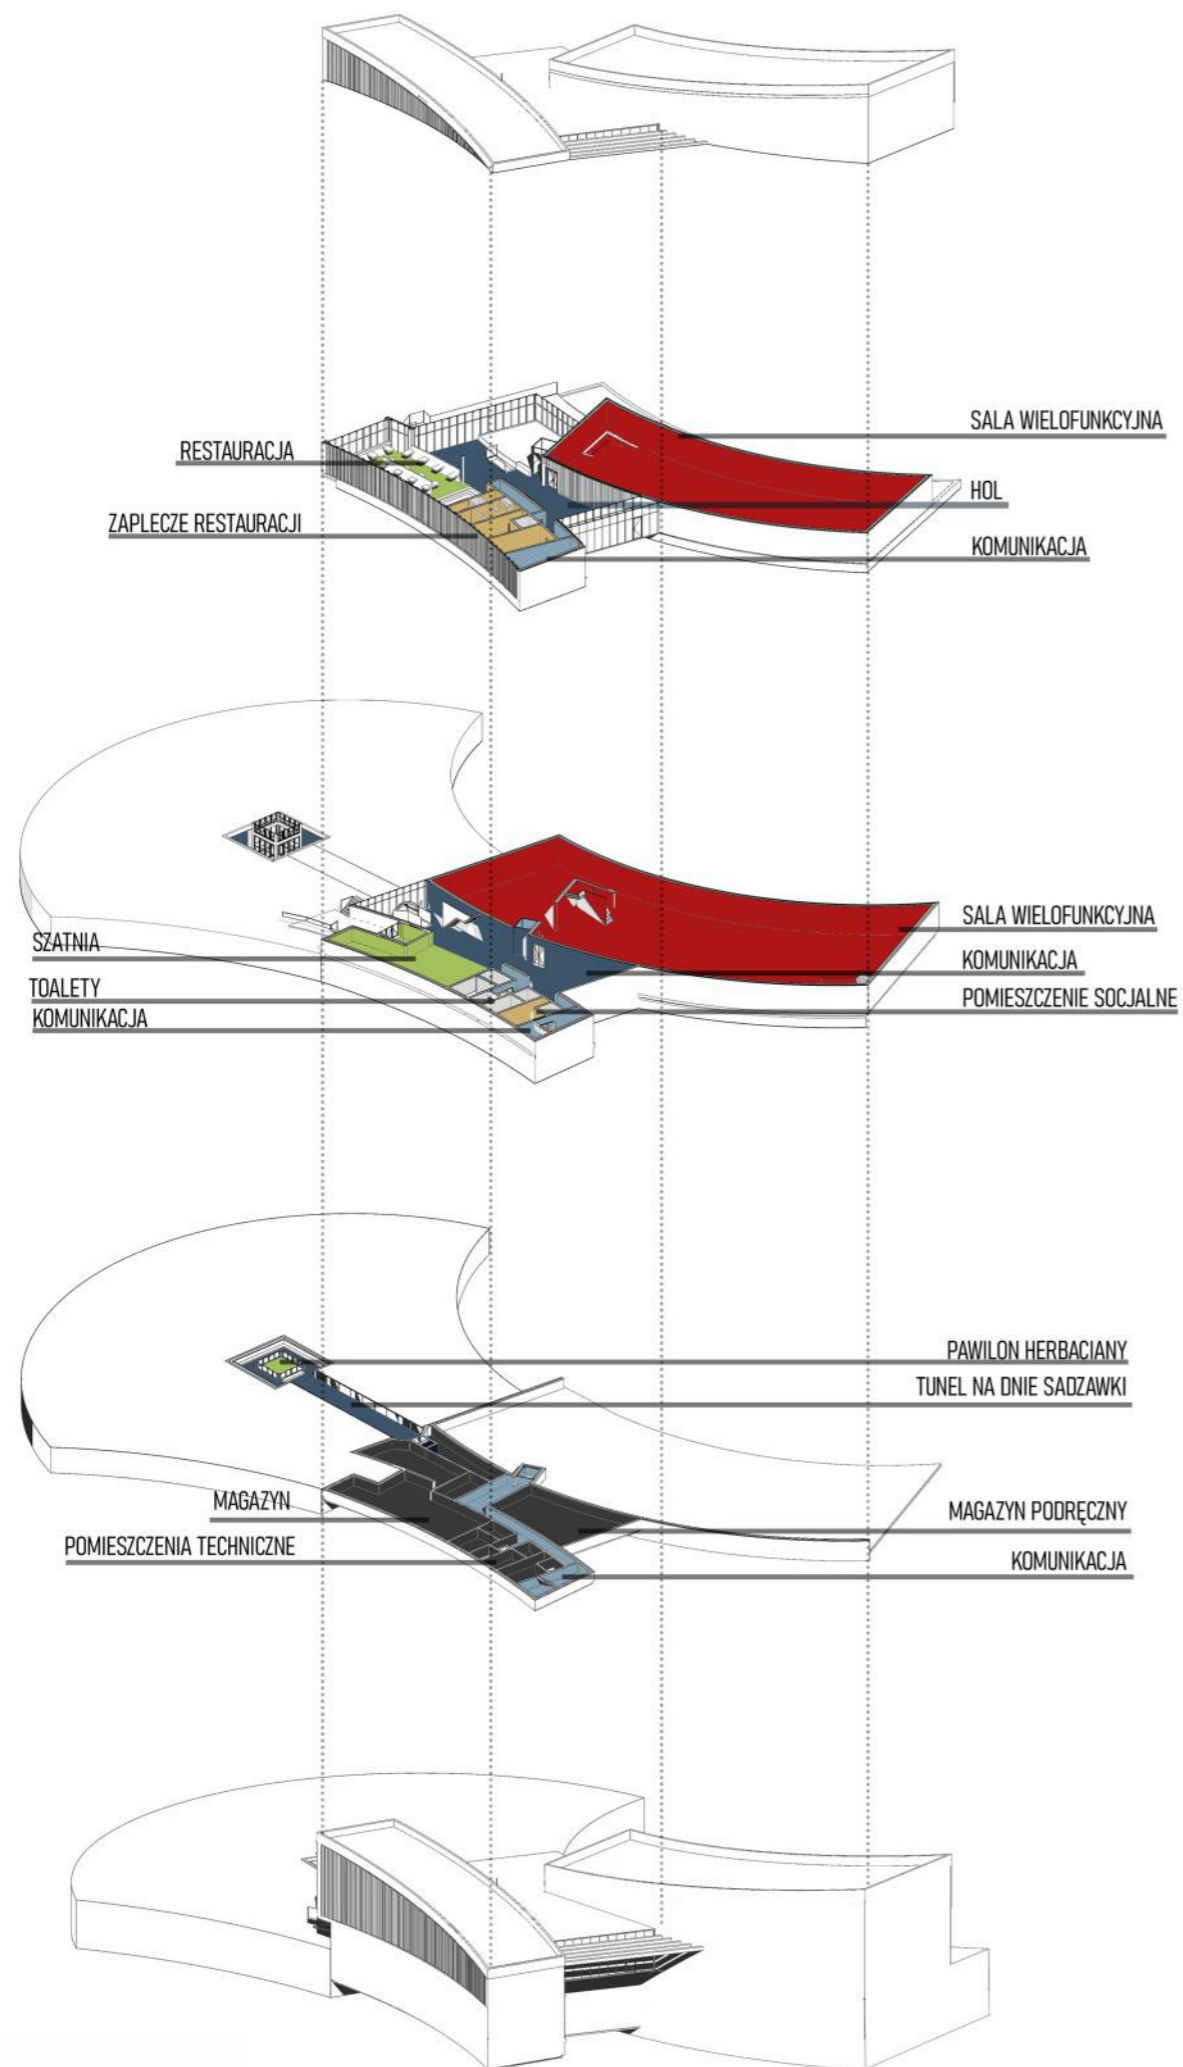 SALA WIELOFUNKCYJNA
RESTAURACJA
HOL
ZAPLECZE RESTAURACJI
KOMUNIKACJA
SALA WIELOFUNKCYJNA
SZATNIA
KOMUNIKACJA
TOALETY
POMIESZCZENIE SOCJALNE
KOMUNIKACJA
PAWILON HERBACIANY
TUNEL NA DNIE SADZAWKI
MAGAZYN
MAGAZYN PODRĘCZNY
POMIESZCZENIA TECHNICZNE
KOMUNIKACJA